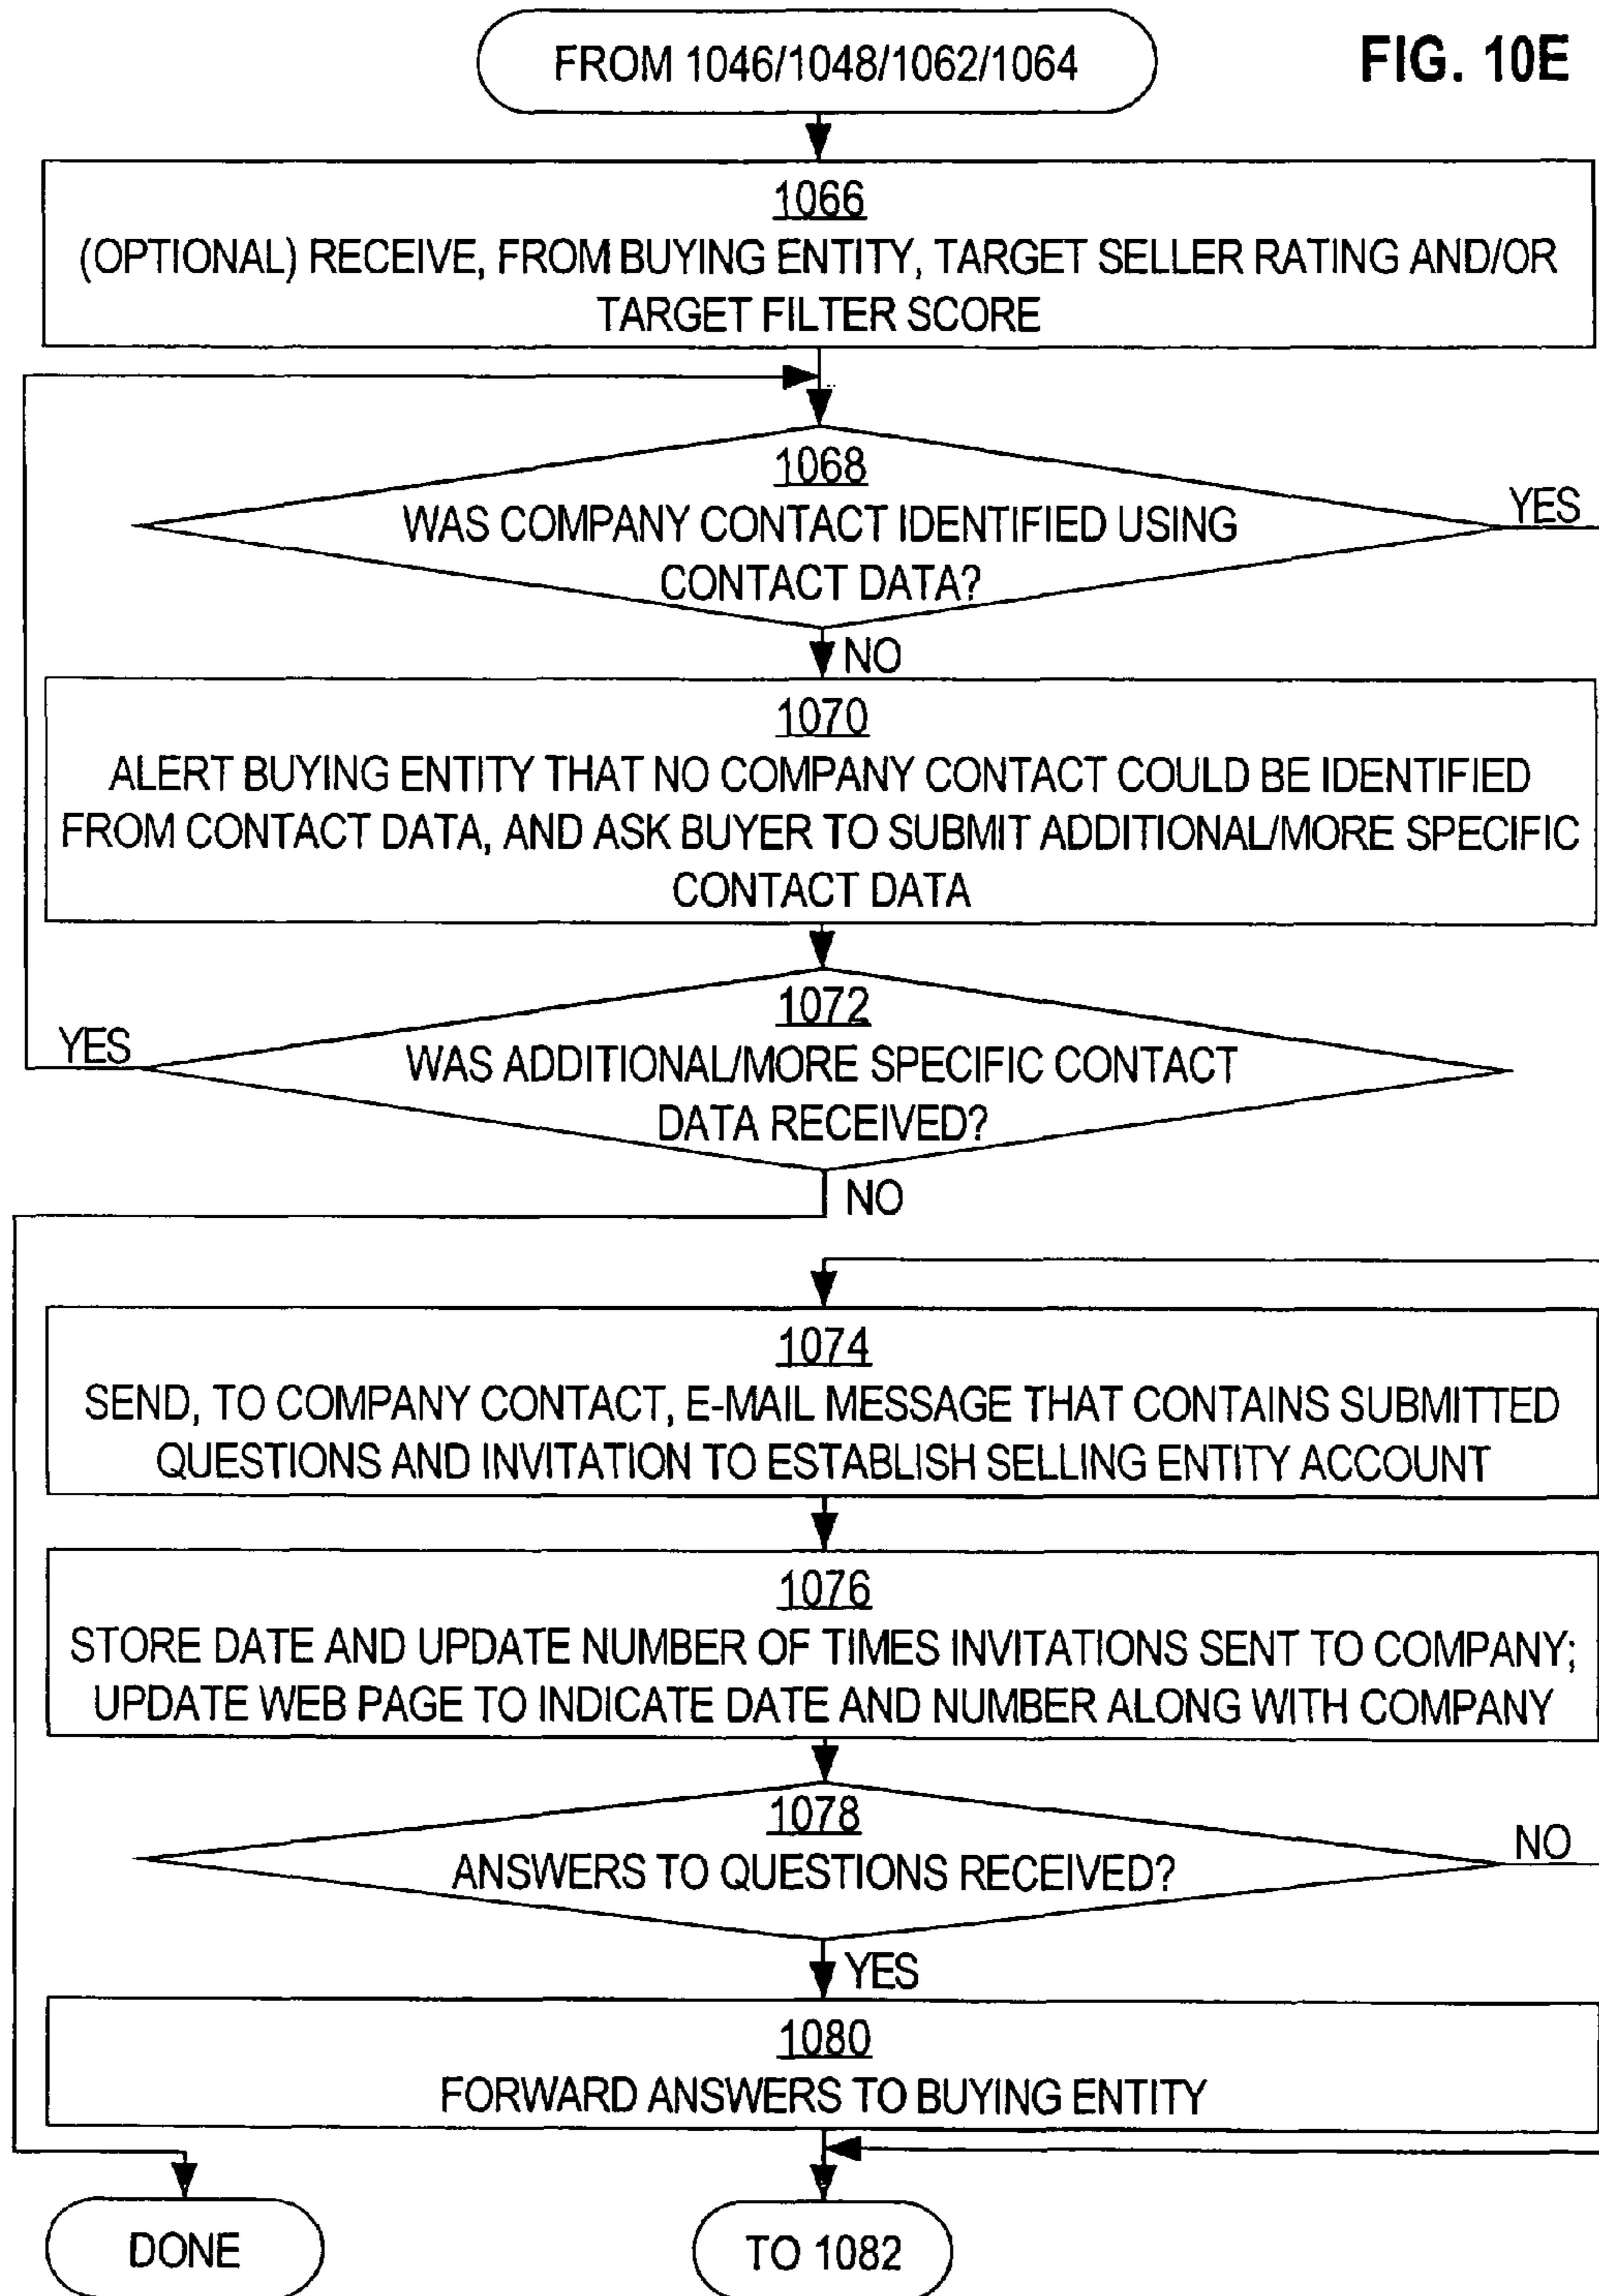 FROM 1046/1048/1062/1064
FIG. 10E
1066
(OPTIONAL) RECEIVE, FROM BUYING ENTITY, TARGET SELLER RATING AND/OR
TARGET FILTER SCORE
1068
WAS COMPANY CONTACT IDENTIFIED USING
CONTACT DATA?
YES
NO
1070
ALERT BUYING ENTITY THAT NO COMPANY CONTACT COULD BE IDENTIFIED
FROM CONTACT DATA, AND ASK BUYER TO SUBMIT ADDITIONAL/MORE SPECIFIC
CONTACT DATA
1072
WAS ADDITIONAL/MORE SPECIFIC CONTACT
DATA RECEIVED?
YES
NO
1074
SEND, TO COMPANY CONTACT, E-MAIL MESSAGE THAT CONTAINS SUBMITTED
QUESTIONS AND INVITATION TO ESTABLISH SELLING ENTITY ACCOUNT
1076
STORE DATE AND UPDATE NUMBER OF TIMES INVITATIONS SENT TO COMPANY;
UPDATE WEB PAGE TO INDICATE DATE AND NUMBER ALONG WITH COMPANY
1078
ANSWERS TO QUESTIONS RECEIVED?
NO
YES
1080
FORWARD ANSWERS TO BUYING ENTITY
DONE
TO 1082